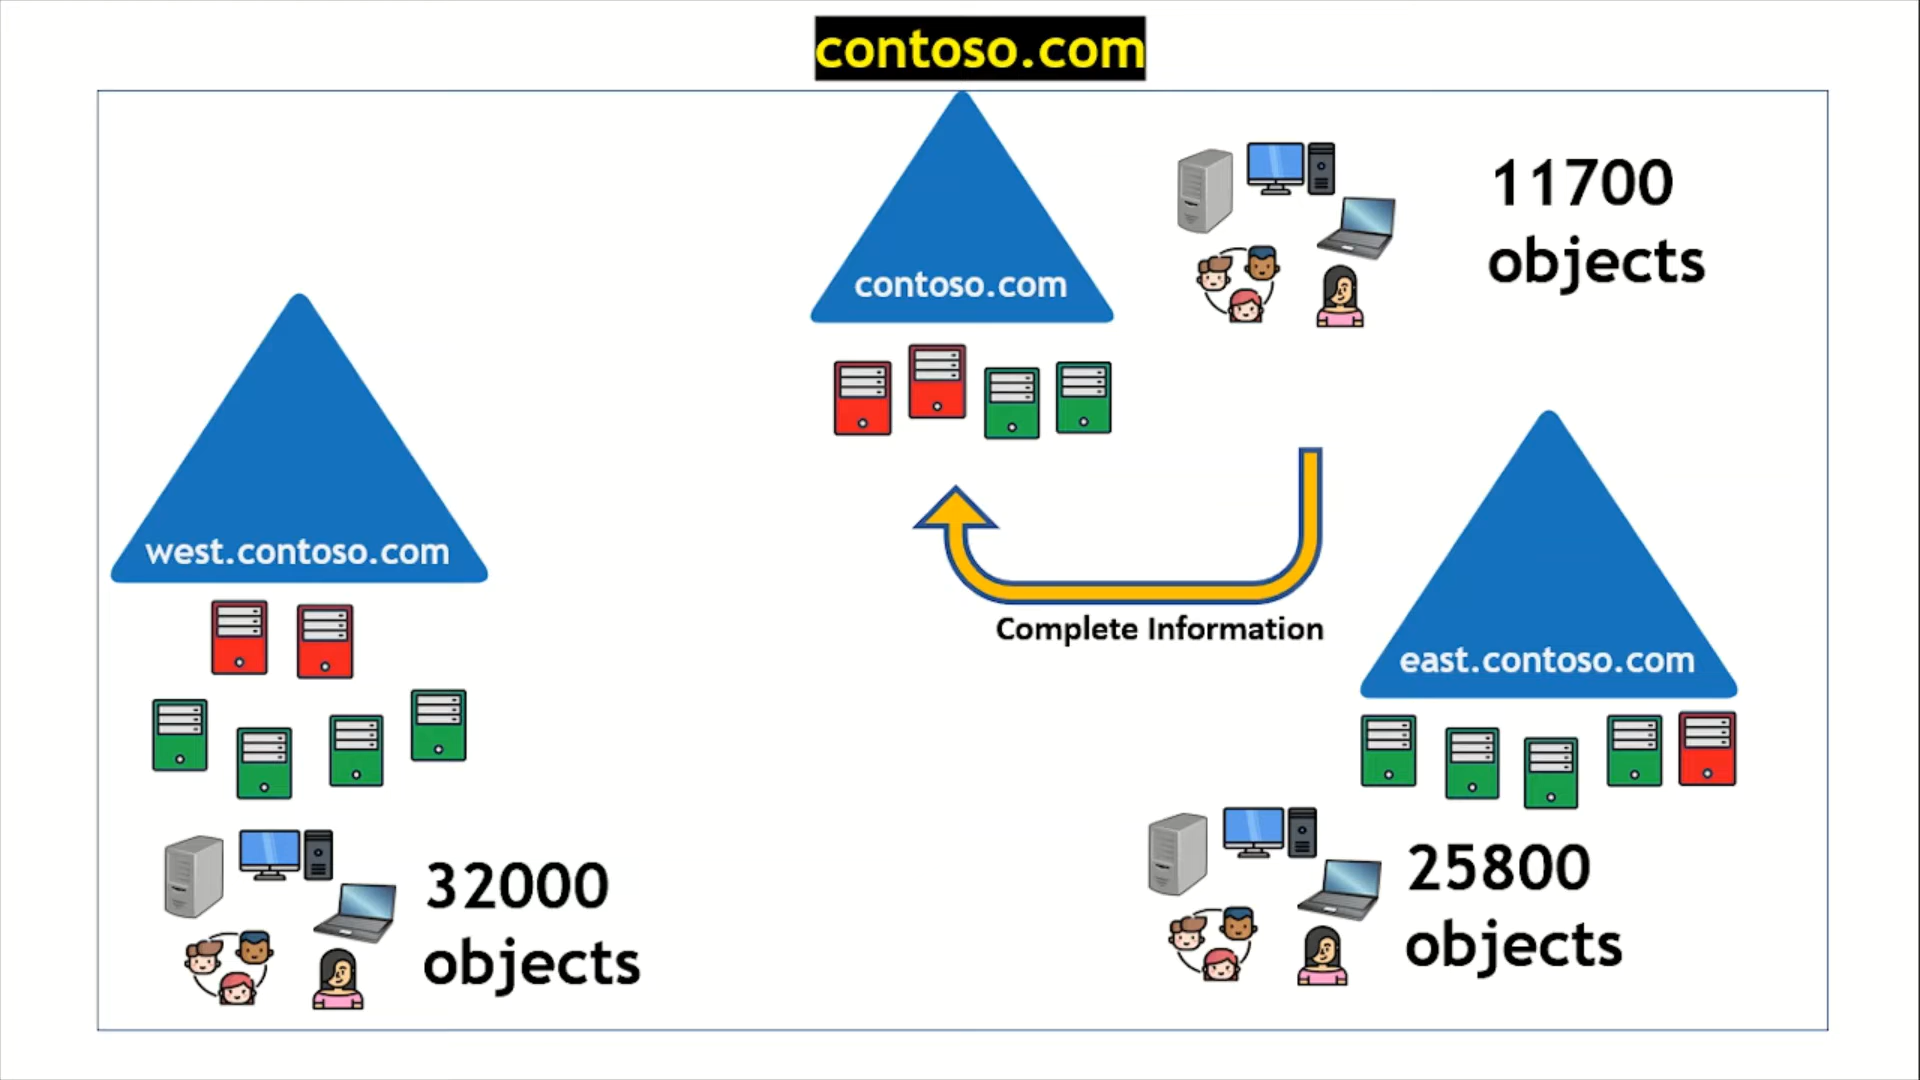 contoso.com
contoso.com
11700
objects
west.contoso.com
Complete Information
east.contoso.com
32000
objects
25800
objects